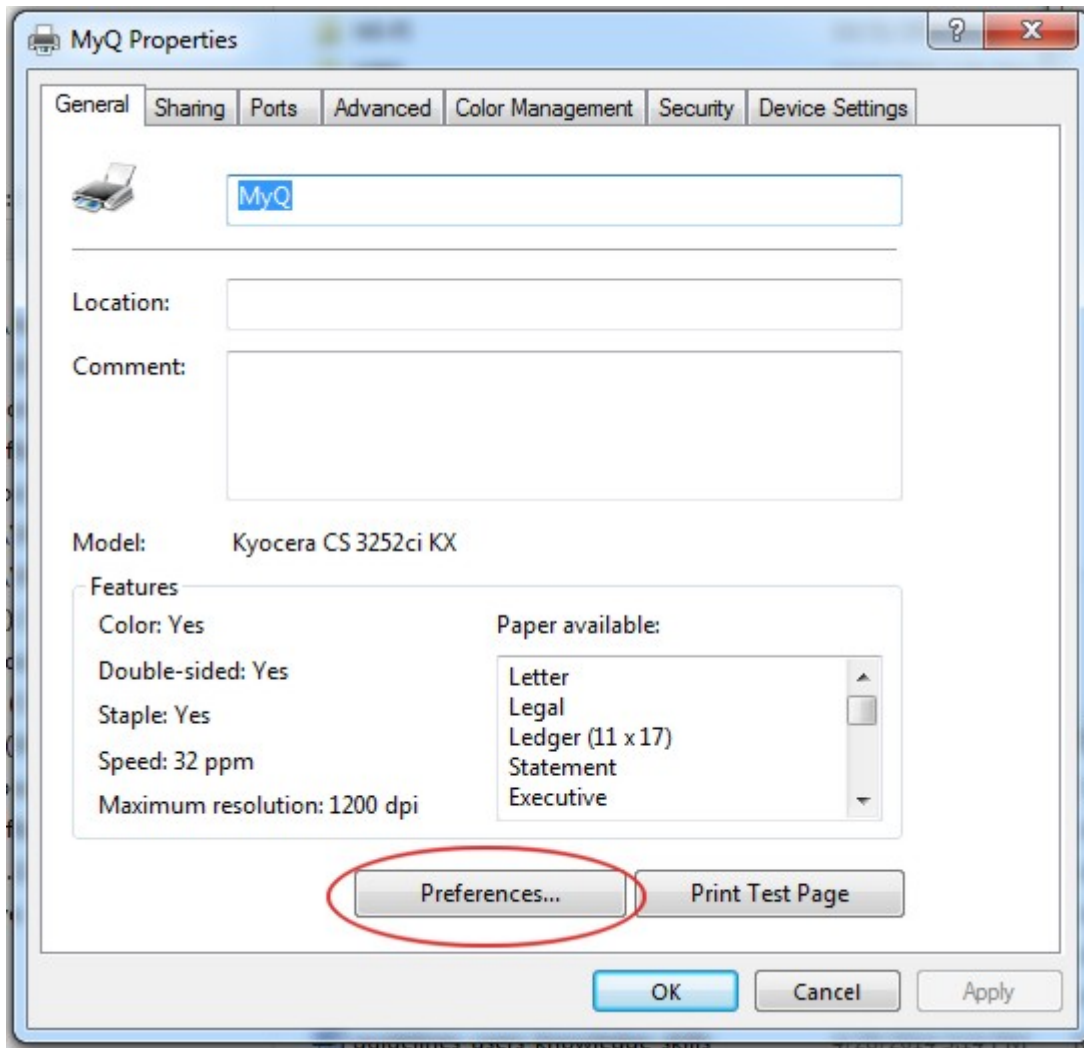 MyQ Properties
General Sharing Ports Advanced Color Management Security Device Settings
MyQ
Location:
Comment:
Model: Kyocera CS 3252ci KX
Features
Color: Yes
Double-sided: Yes
Staple: Yes
Speed: 32 ppm
Maximum resolution: 1200 dpi
Paper available:
Letter
Legal
Ledger (11 x 17)
Statement
Executive
Preferences... Print Test Page
OK Cancel Apply